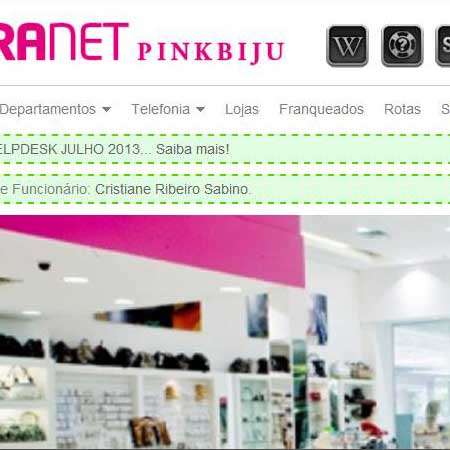 RANET PINKBIJU
W ? S
Departamentos Telefonia Lojas Franqueados Rotas S
ELPDESK JULHO 2013... Saiba mais!
e Funcionário: Cristiane Ribeiro Sabino.